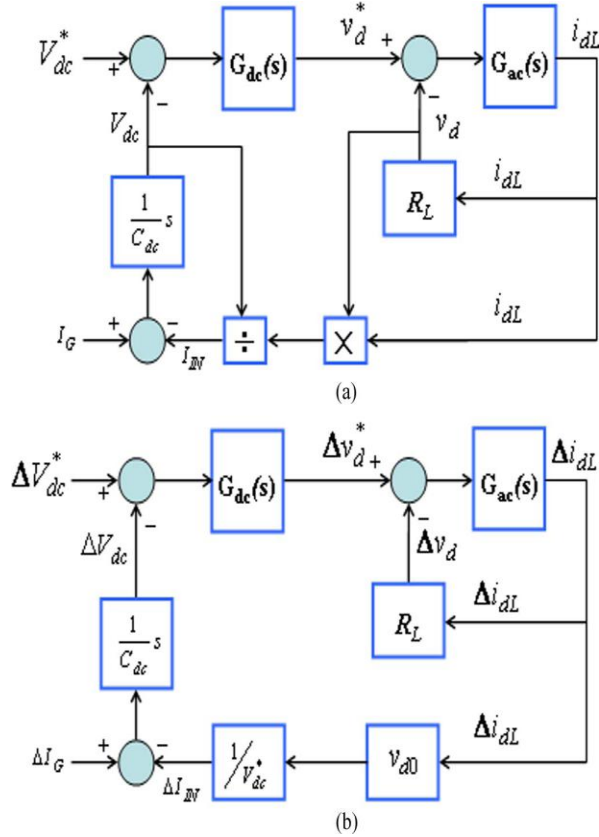 V*dc + − Gdc(s) v*d + − Gac(s) idL
Vdc vd
1/Cdc s RL idL
IG + − IIN ÷ × idL
(a)
ΔV*dc + − Gdc(s) Δv*d + − Gac(s) ΔidL
ΔVdc Δvd
1/Cdc s RL ΔidL
ΔIG + − ΔIIN 1/V*dc vd0 ΔidL
(b)